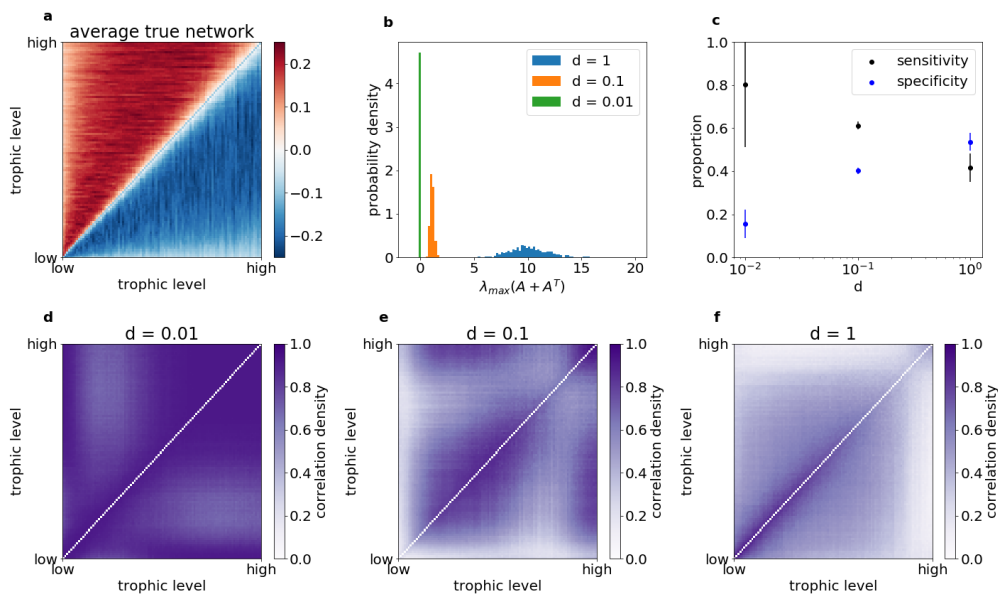 a
average true network
high
trophic level
low
low
high
trophic level
0.2
0.1
0.0
−0.1
−0.2
b
probability density
4
3
2
1
0
0
5
10
15
20
λmax(A + A^T)
d = 1
d = 0.1
d = 0.01
c
proportion
1.0
0.8
0.6
0.4
0.2
0.0
10^−2
10^−1
10^0
d
sensitivity
specificity
d
d = 0.01
high
trophic level
low
low
high
trophic level
1.0
0.8
0.6
0.4
0.2
0.0
correlation density
e
d = 0.1
high
trophic level
low
low
high
trophic level
1.0
0.8
0.6
0.4
0.2
0.0
correlation density
f
d = 1
high
trophic level
low
low
high
trophic level
1.0
0.8
0.6
0.4
0.2
0.0
correlation density